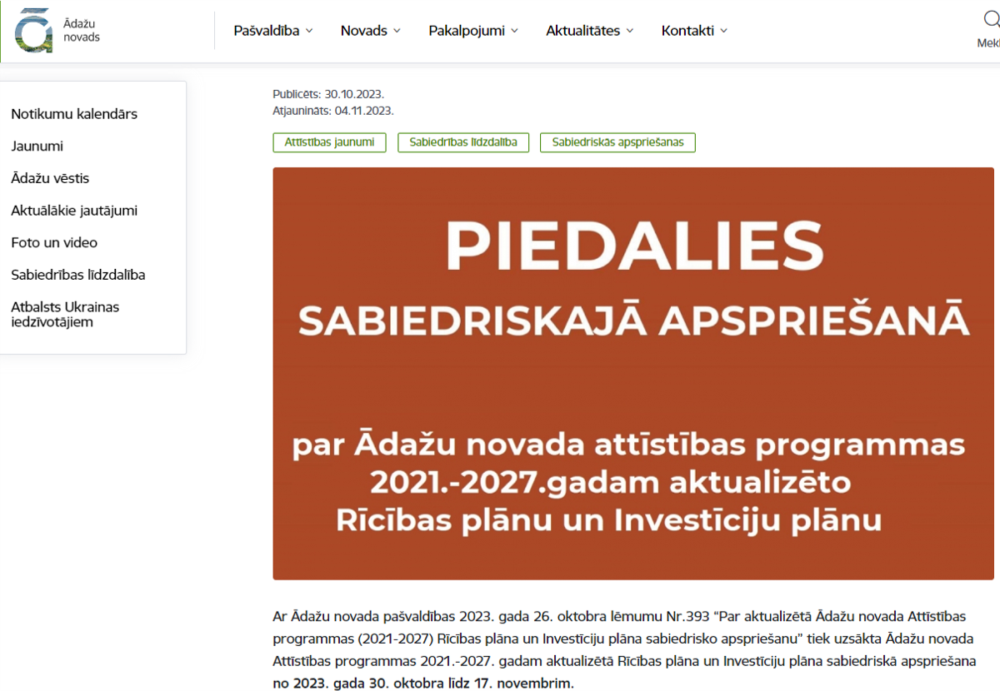 Ādažu
novads
Pašvaldība
Novads
Pakalpojumi
Aktualitātes
Kontakti
Notikumu kalendārs
Jaunumi
Ādažu vēstis
Aktuālākie jautājumi
Foto un video
Sabiedrības līdzdalība
Atbalsts Ukrainas
iedzīvotājiem
Publicēts: 30.10.2023.
Atjaunināts: 04.11.2023.
Attīstības jaunumi
Sabiedrības līdzdalība
Sabiedriskās apspriešanas
PIEDALIES
SABIEDRISKAJĀ APSPRIEŠANĀ
par Ādažu novada attīstības programmas
2021.-2027.gadam aktualizēto
Rīcības plānu un Investīciju plānu
Ar Ādažu novada pašvaldības 2023. gada 26. oktobra lēmumu Nr.393 “Par aktualizētā Ādažu novada Attīstības
programmas (2021-2027) Rīcības plāna un Investīciju plāna sabiedrisko apspriešanu” tiek uzsākta Ādažu novada
Attīstības programmas 2021.-2027. gadam aktualizētā Rīcības plāna un Investīciju plāna sabiedriskā apspriešana
no 2023. gada 30. oktobra līdz 17. novembrim.